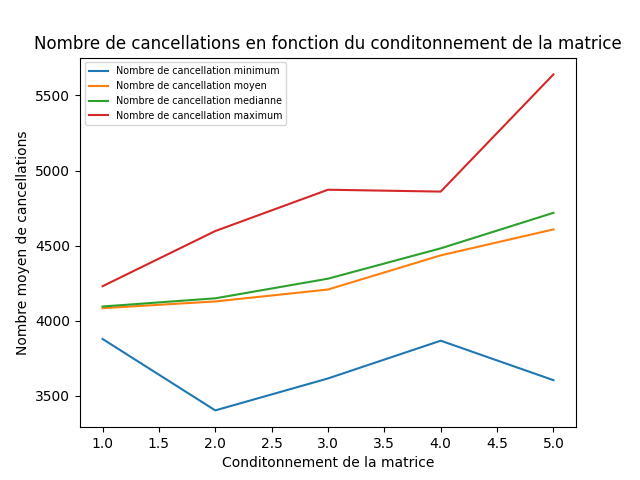 Nombre de cancellations en fonction du conditonnement de la matrice
Nombre de cancellation minimum
Nombre de cancellation moyen
Nombre de cancellation medianne
Nombre de cancellation maximum
Nombre moyen de cancellations
5500
5000
4500
4000
3500
1.0 1.5 2.0 2.5 3.0 3.5 4.0 4.5 5.0
Conditonnement de la matrice